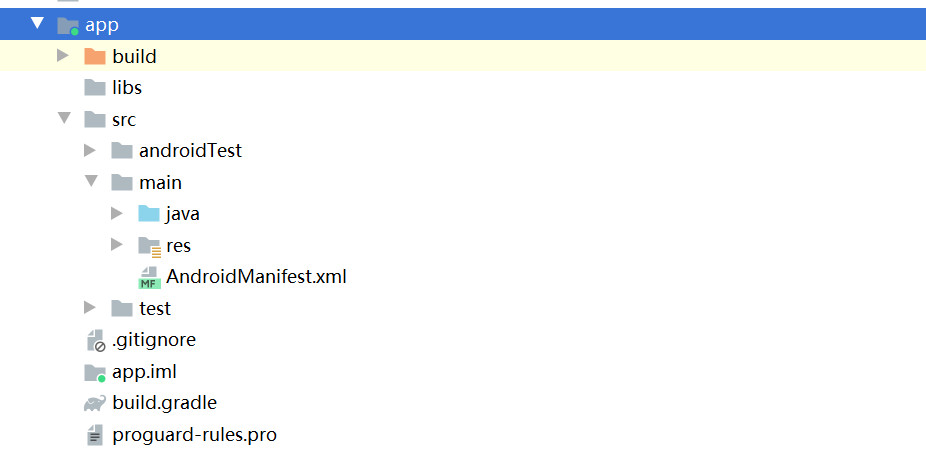 app
build
libs
src
androidTest
main
java
res
MF AndroidManifest.xml
test
.gitignore
app.iml
build.gradle
proguard-rules.pro